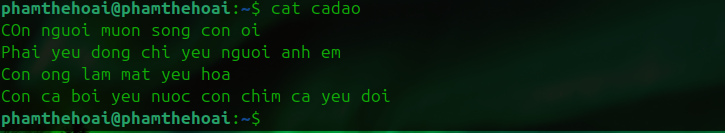 phamthehoai@phamthehoai:~$ cat cadao
COn nguoi muon song con oi
Phai yeu dong chi yeu nguoi anh em
Con ong lam mat yeu hoa
Con ca boi yeu nuoc con chim ca yeu doi
phamthehoai@phamthehoai:~$